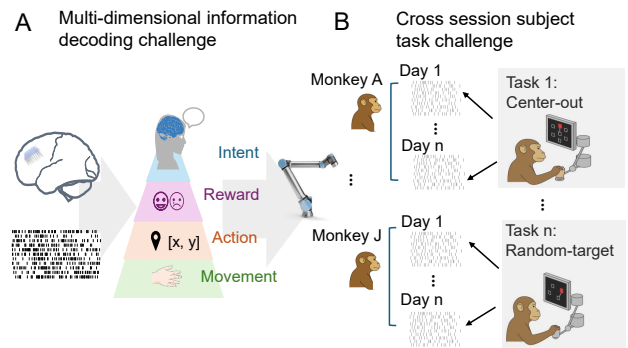 A Multi-dimensional information
decoding challenge
Intent
Reward
[x, y] Action
Movement
B Cross session subject
task challenge
Monkey A
Day 1
Day n
Task 1:
Center-out
Monkey J
Day 1
Day n
Task n:
Random-target